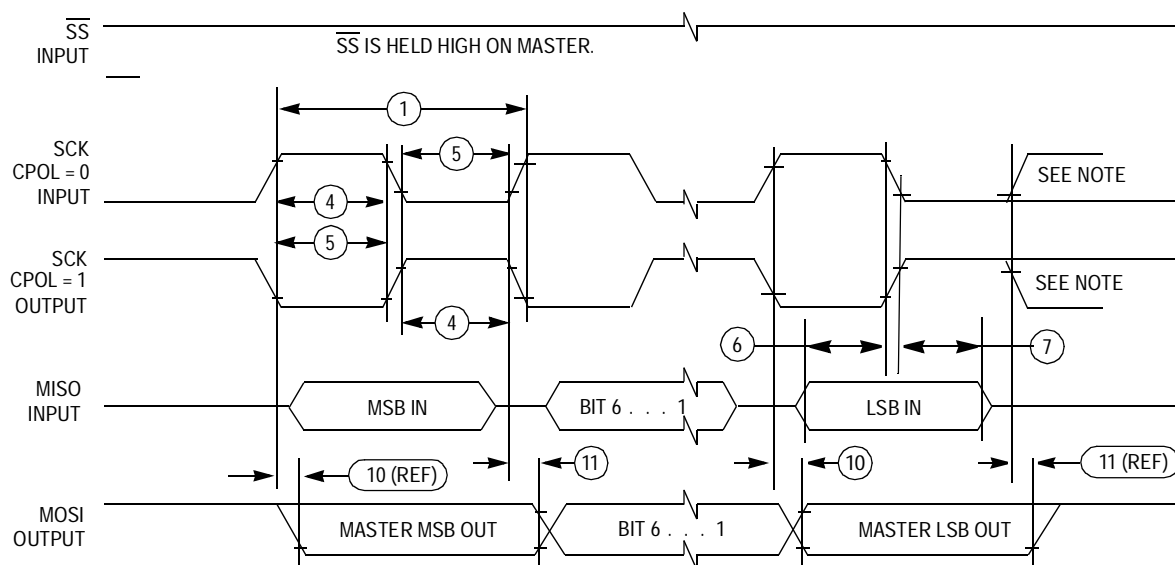 SS
INPUT
SS IS HELD HIGH ON MASTER.
1
SCK
CPOL = 0
INPUT
5
SEE NOTE
4
5
SCK
CPOL = 1
OUTPUT
SEE NOTE
4
6
7
MISO
INPUT
MSB IN
BIT 6 . . . 1
LSB IN
10 (REF)
11
10
11 (REF)
MOSI
OUTPUT
MASTER MSB OUT
BIT 6 . . . 1
MASTER LSB OUT